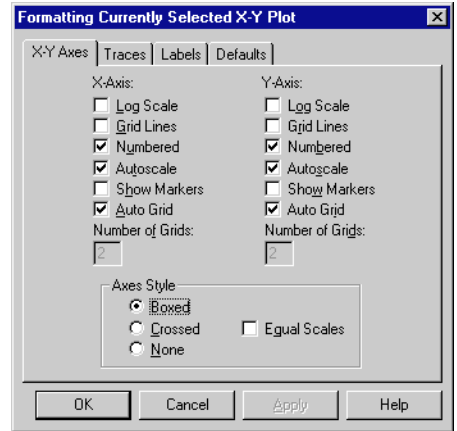 Formatting Currently Selected X-Y Plot
X-Y Axes Traces Labels Defaults
X-Axis: Y-Axis:
Log Scale Log Scale
Grid Lines Grid Lines
Numbered Numbered
Autoscale Autoscale
Show Markers Show Markers
Auto Grid Auto Grid
Number of Grids: Number of Grids:
2 2
Axes Style
Boxed
Crossed Equal Scales
None
OK Cancel Apply Help